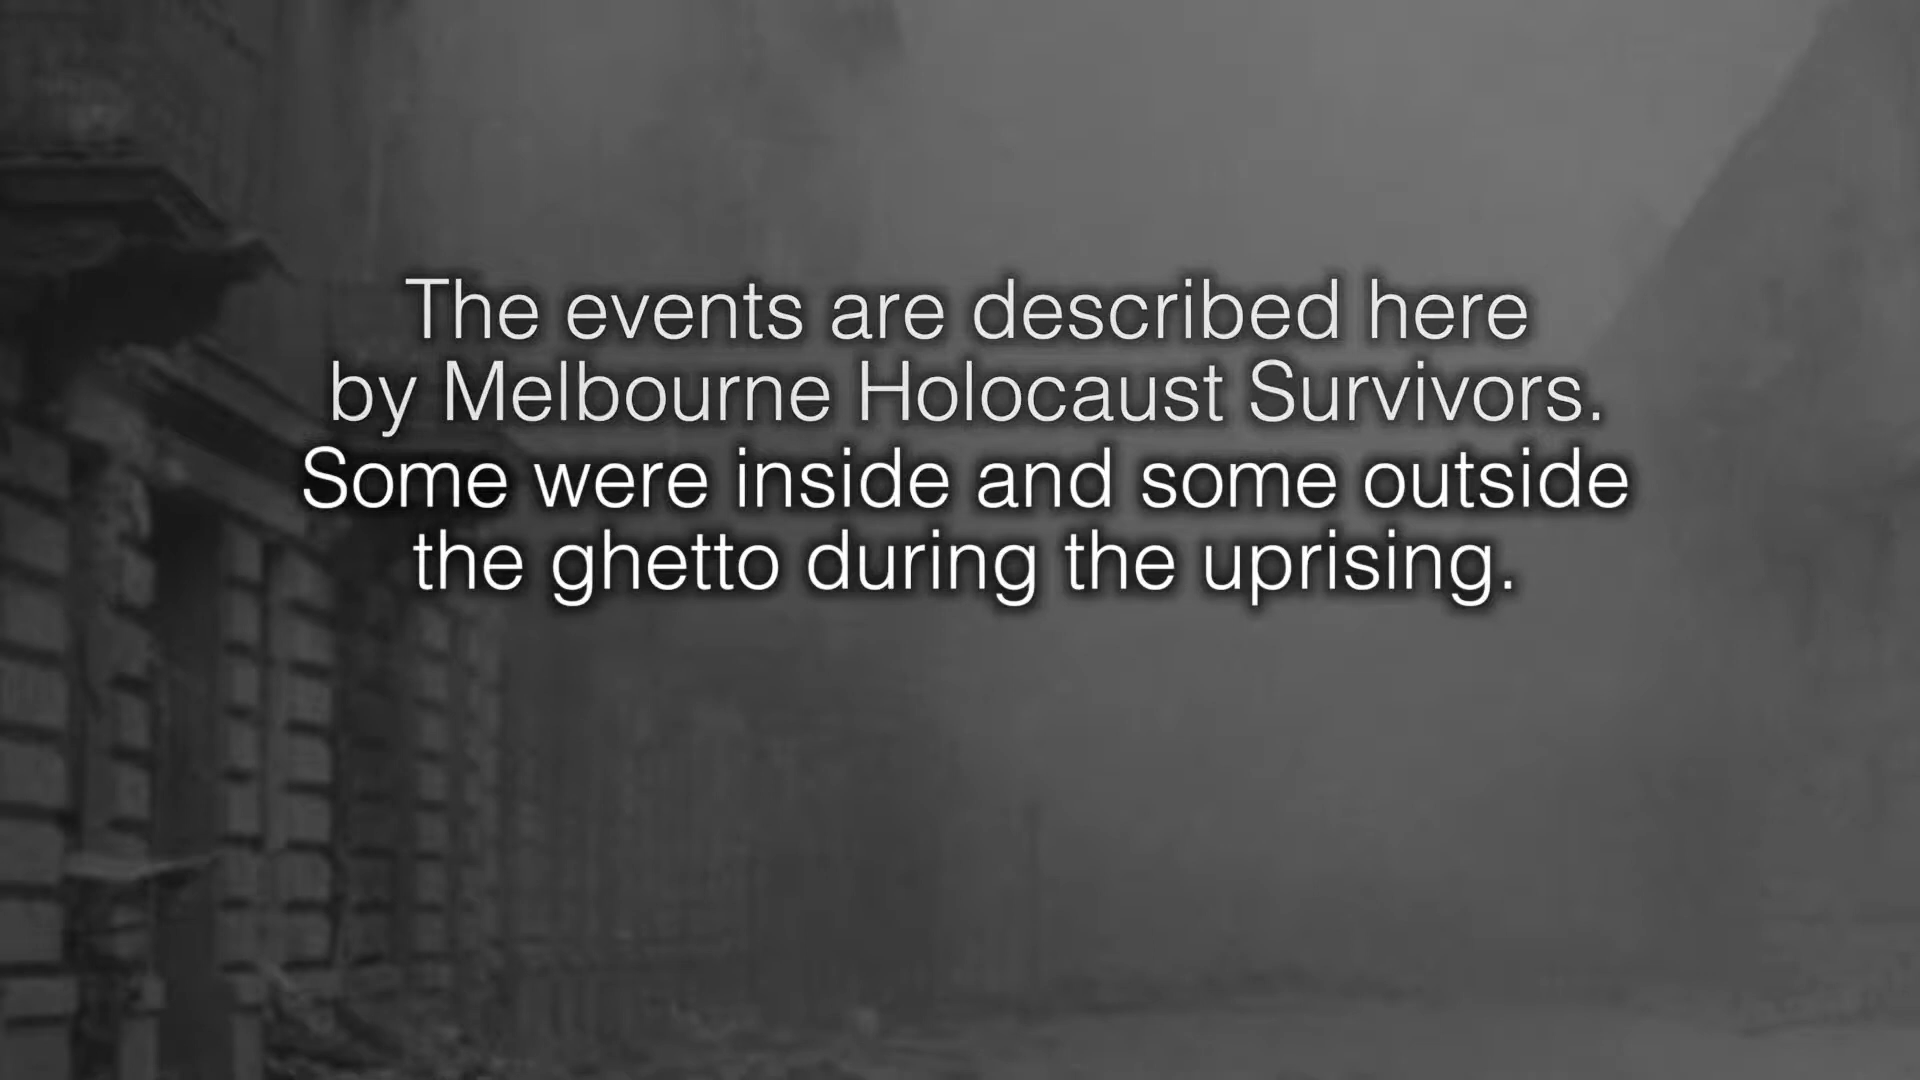 The events are described here
by Melbourne Holocaust Survivors.
Some were inside and some outside
the ghetto during the uprising.